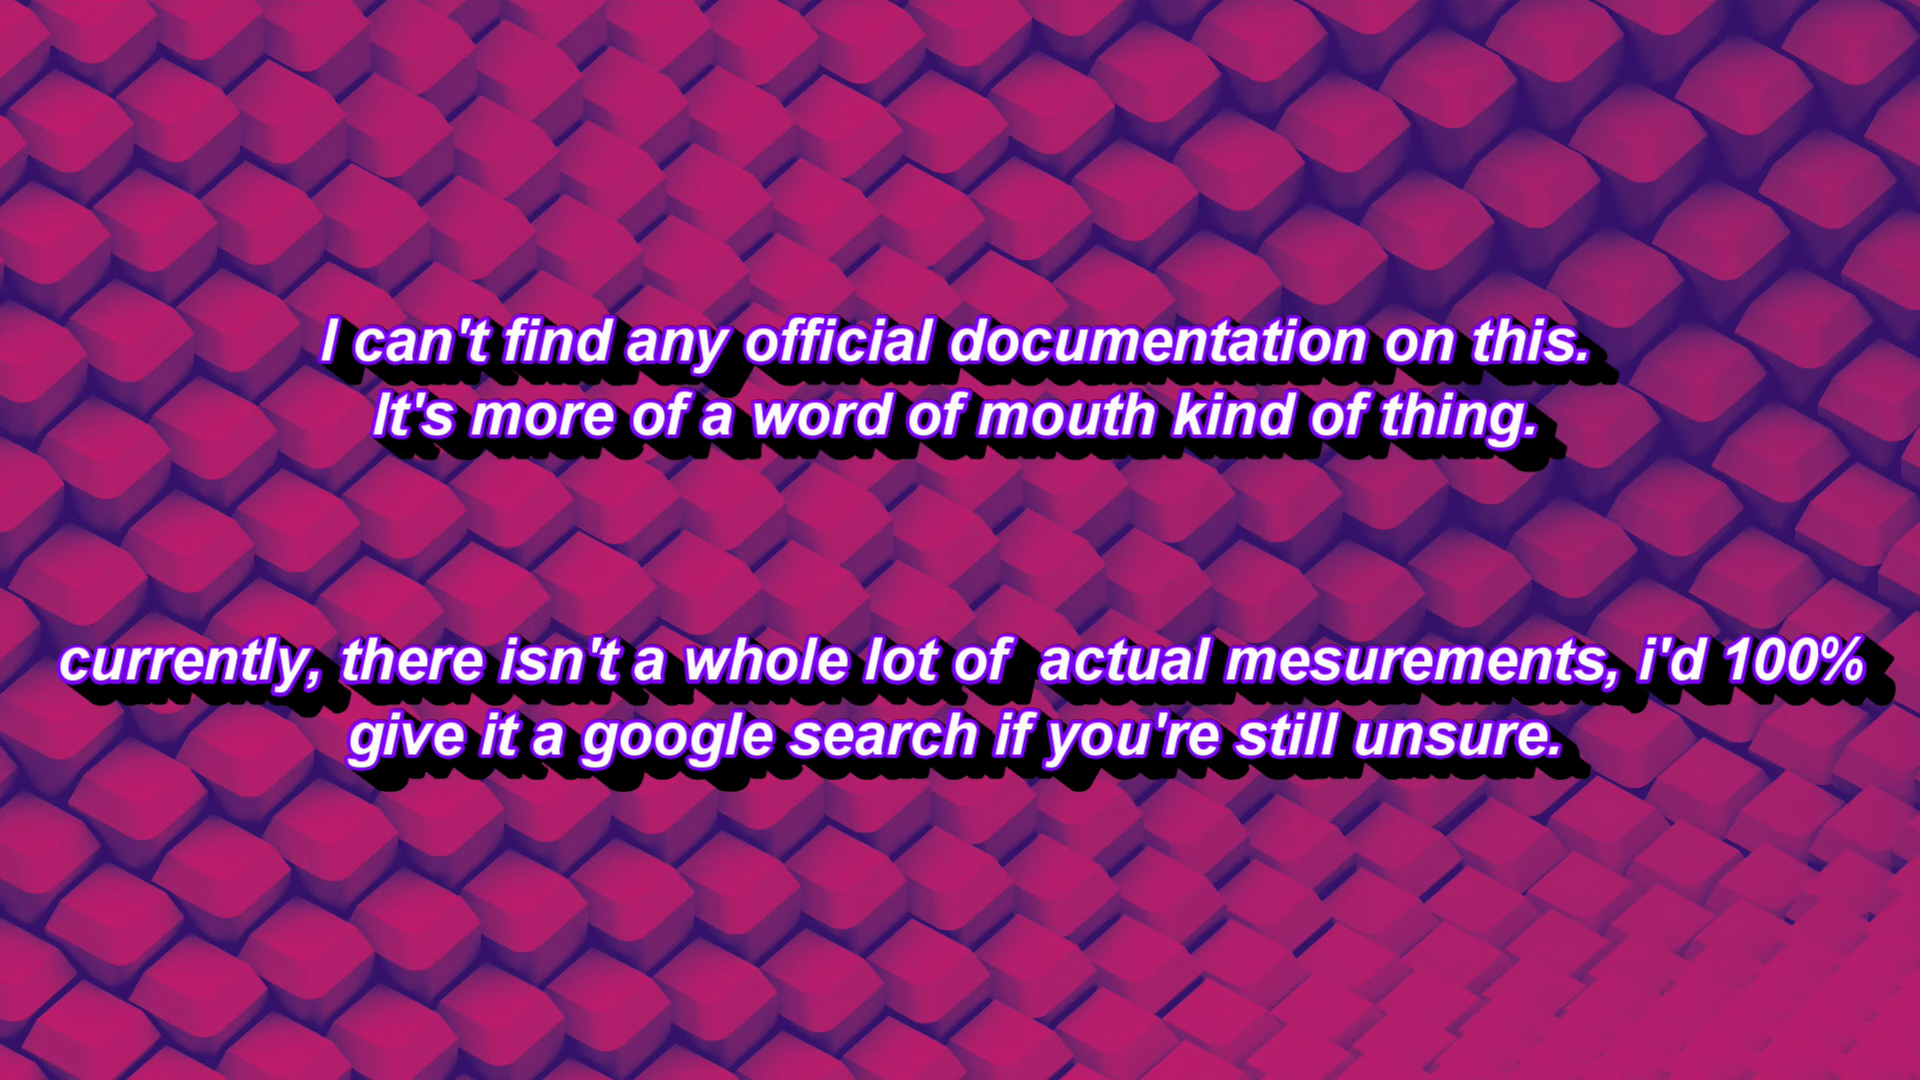 I can't find any official documentation on this.
It's more of a word of mouth kind of thing.
currently, there isn't a whole lot of  actual mesurements, i'd 100%
give it a google search if you're still unsure.